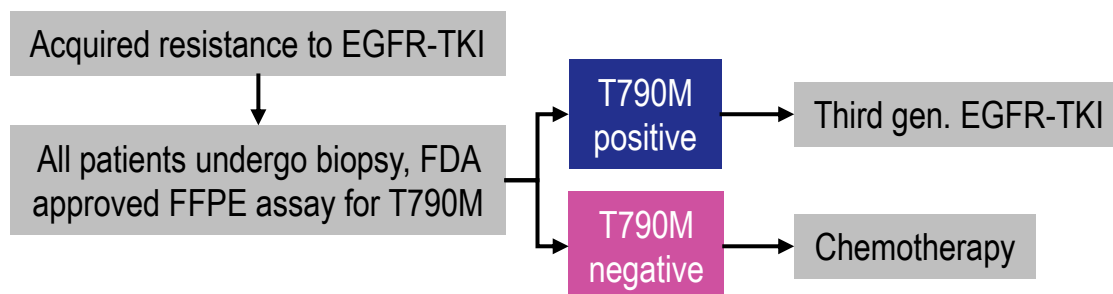 Acquired resistance to EGFR-TKI
All patients undergo biopsy, FDA
approved FFPE assay for T790M
T790M
positive
Third gen. EGFR-TKI
T790M
negative
Chemotherapy